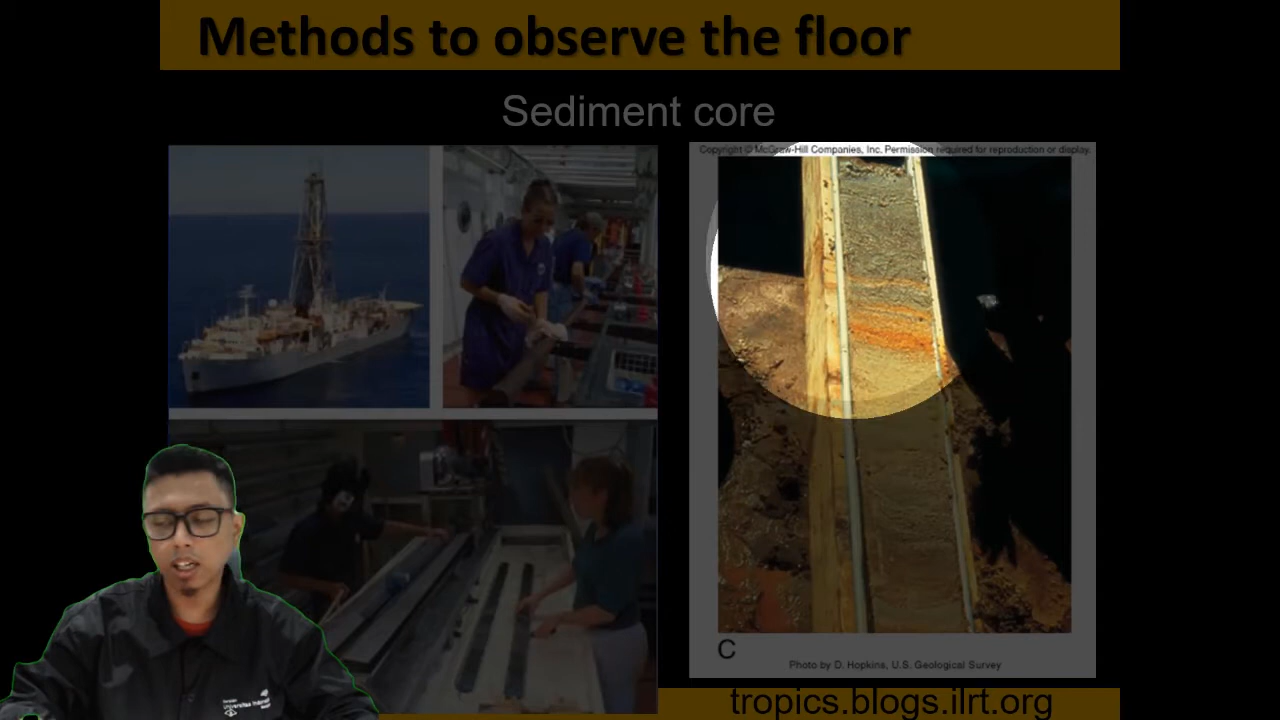 Methods to observe the floor
Sediment core
Copyright © McGraw-Hill Companies, Inc. Permission required for reproduction or display.
C
Photo by D. Hopkins, U.S. Geological Survey
tropics.blogs.ilrt.org